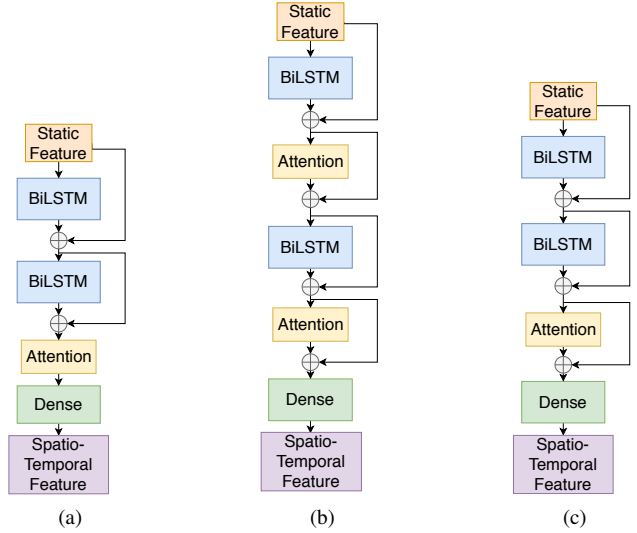 Static
Feature
BiLSTM
BiLSTM
Attention
Dense
Spatio-
Temporal
Feature
(a)
Static
Feature
BiLSTM
Attention
BiLSTM
Attention
Dense
Spatio-
Temporal
Feature
(b)
Static
Feature
BiLSTM
BiLSTM
Attention
Dense
Spatio-
Temporal
Feature
(c)